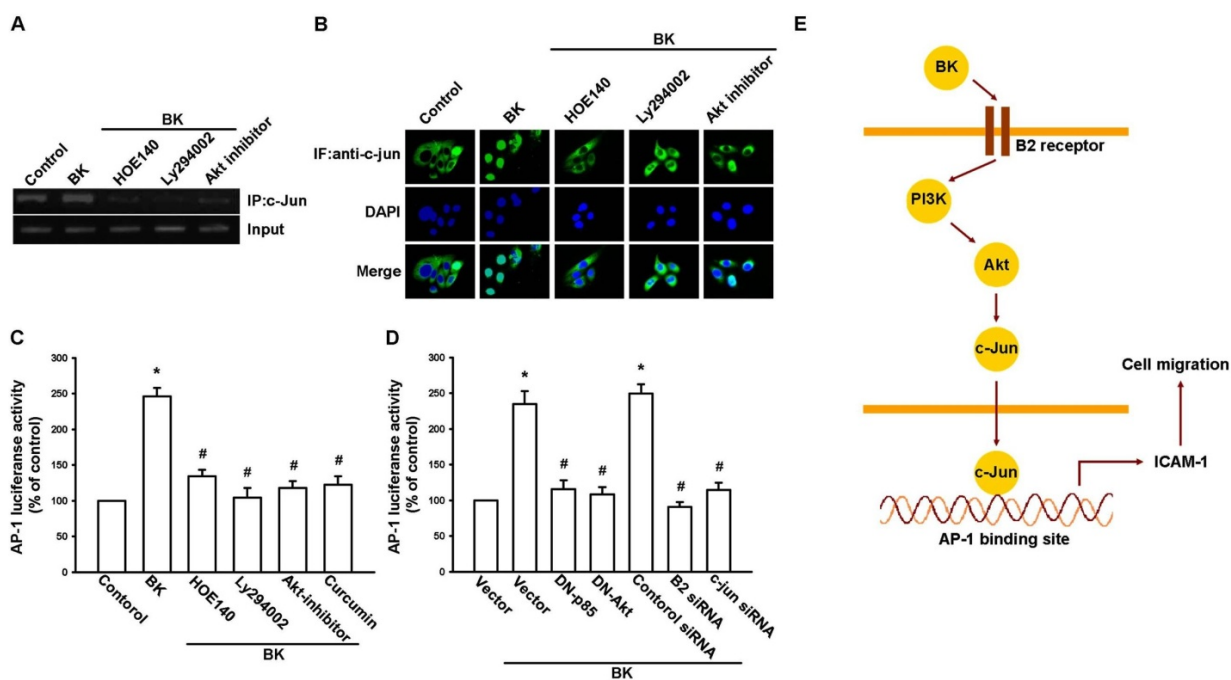 A
BK
Control
BK
HOE140
Ly294002
Akt inhibitor
IP:c-Jun
Input
B
BK
Control
BK
HOE140
Ly294002
Akt inhibitor
IF:anti-c-jun
DAPI
Merge
C
AP-1 luciferanse activity
(% of control)
300
250
200
150
100
50
0
*
#
#
#
#
Contorol
BK
HOE140
Ly294002
Akt-inhibitor
Curcumin
BK
D
AP-1 luciferanse activity
(% of control)
300
250
200
150
100
50
0
*
#
#
*
#
#
Vector
Vector
DN-p85
DN-Akt
Contorol siRNA
B2 siRNA
c-jun siRNA
BK
E
BK
B2 receptor
PI3K
Akt
c-Jun
Cell migration
c-Jun
ICAM-1
AP-1 binding site